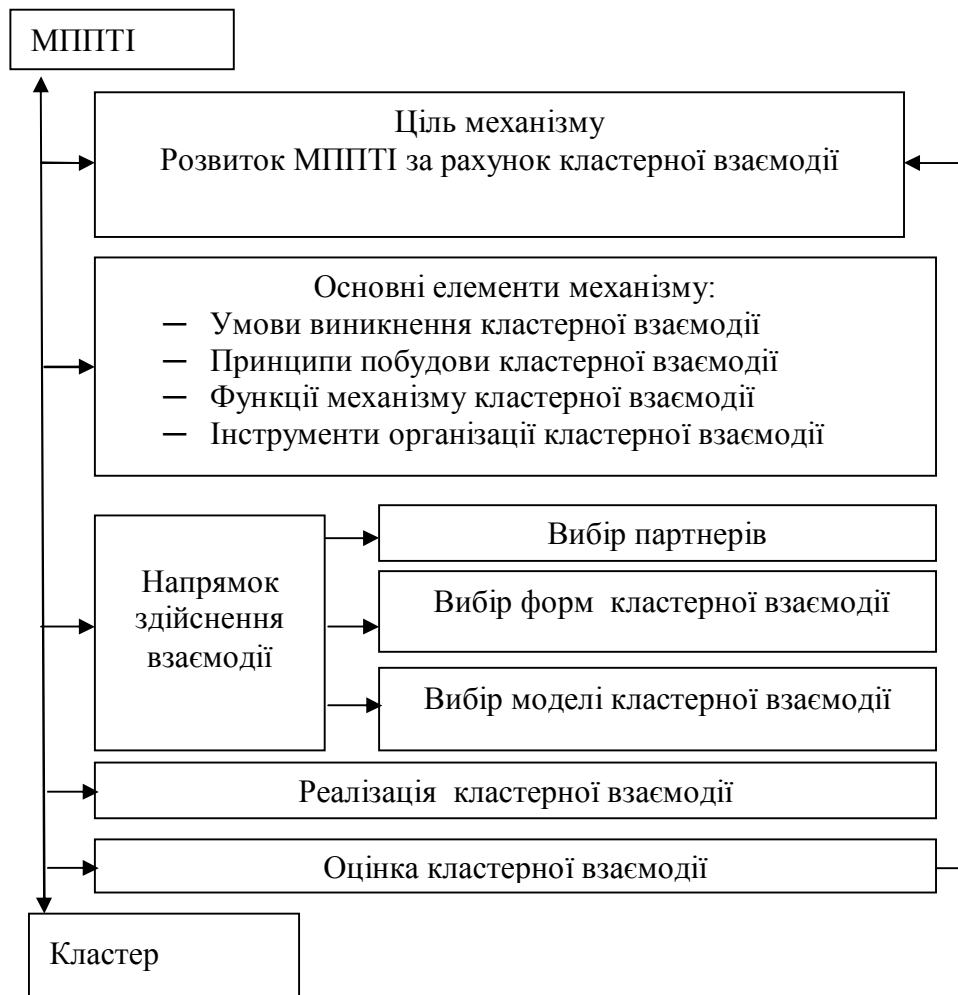 МППТІ
Ціль механізму
Розвиток МППТІ за рахунок кластерної взаємодії
Основні елементи механізму:
— Умови виникнення кластерної взаємодії
— Принципи побудови кластерної взаємодії
— Функції механізму кластерної взаємодії
— Інструменти організації кластерної взаємодії
Напрямок
здійснення
взаємодії
Вибір партнерів
Вибір форм кластерної взаємодії
Вибір моделі кластерної взаємодії
Реалізація кластерної взаємодії
Оцінка кластерної взаємодії
Кластер